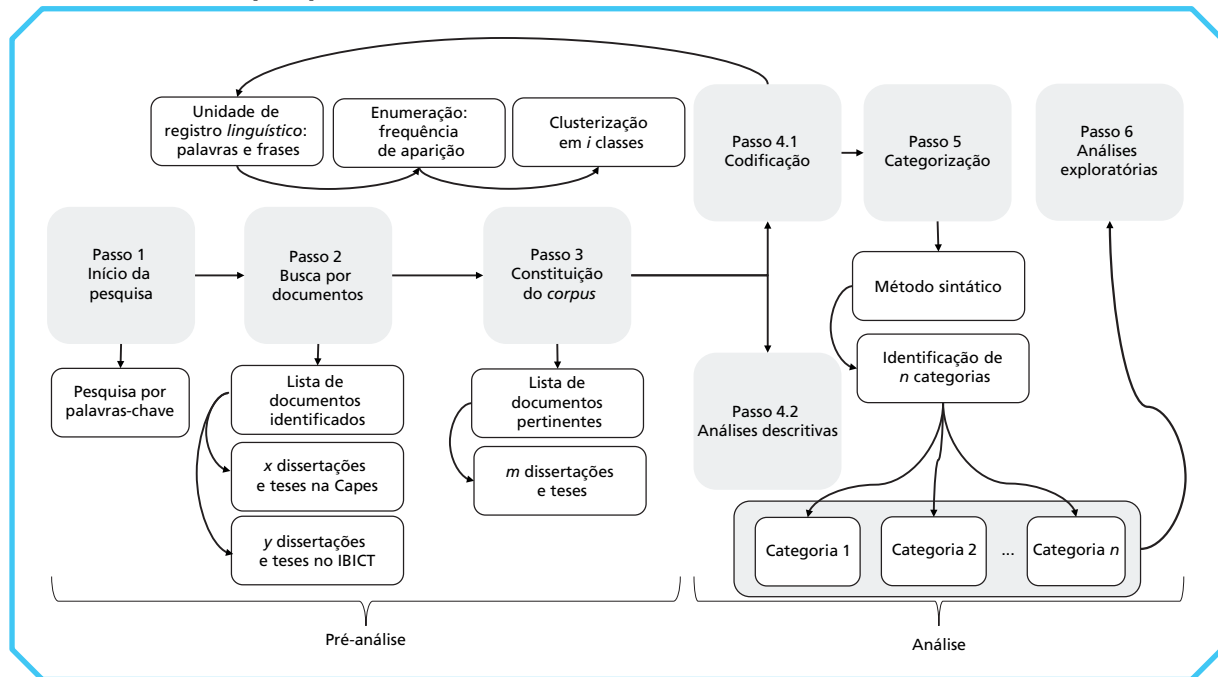 Unidade de
registro linguístico:
palavras e frases
Enumeração:
frequência
de aparição
Clusterização
em i classes
Passo 4.1
Codificação
Passo 5
Categorização
Passo 6
Análises
exploratórias
Passo 1
Início da
pesquisa
Passo 2
Busca por
documentos
Passo 3
Constituição
do corpus
Método sintático
Identificação de
n categorias
Pesquisa por
palavras-chave
Lista de
documentos
identificados
Lista de
documentos
pertinentes
Passo 4.2
Análises descritivas
x dissertações
e teses na Capes
m dissertações
e teses
y dissertações
e teses no IBICT
Categoria 1
Categoria 2
...
Categoria n
Pré-análise
Análise